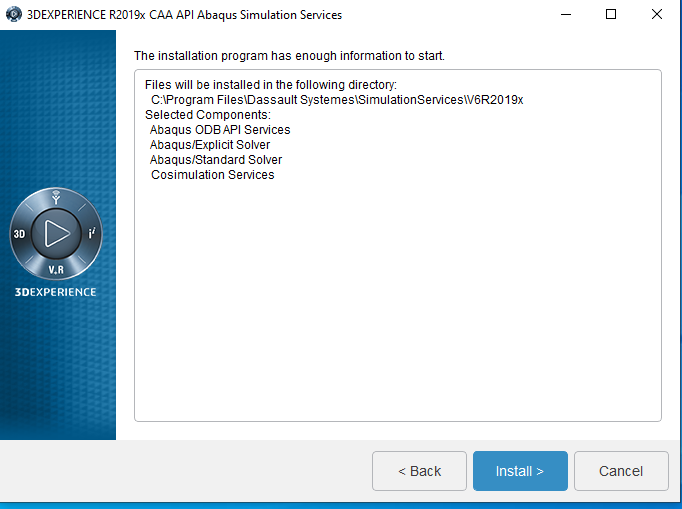 3DEXPERIENCE R2019x CAA API Abaqus Simulation Services
The installation program has enough information to start.
Files will be installed in the following directory:
C:\Program Files\Dassault Systemes\SimulationServices\V6R2019x
Selected Components:
Abaqus ODB API Services
Abaqus/Explicit Solver
Abaqus/Standard Solver
Cosimulation Services
3D
i²
V.R
3DEXPERIENCE
< Back
Install >
Cancel